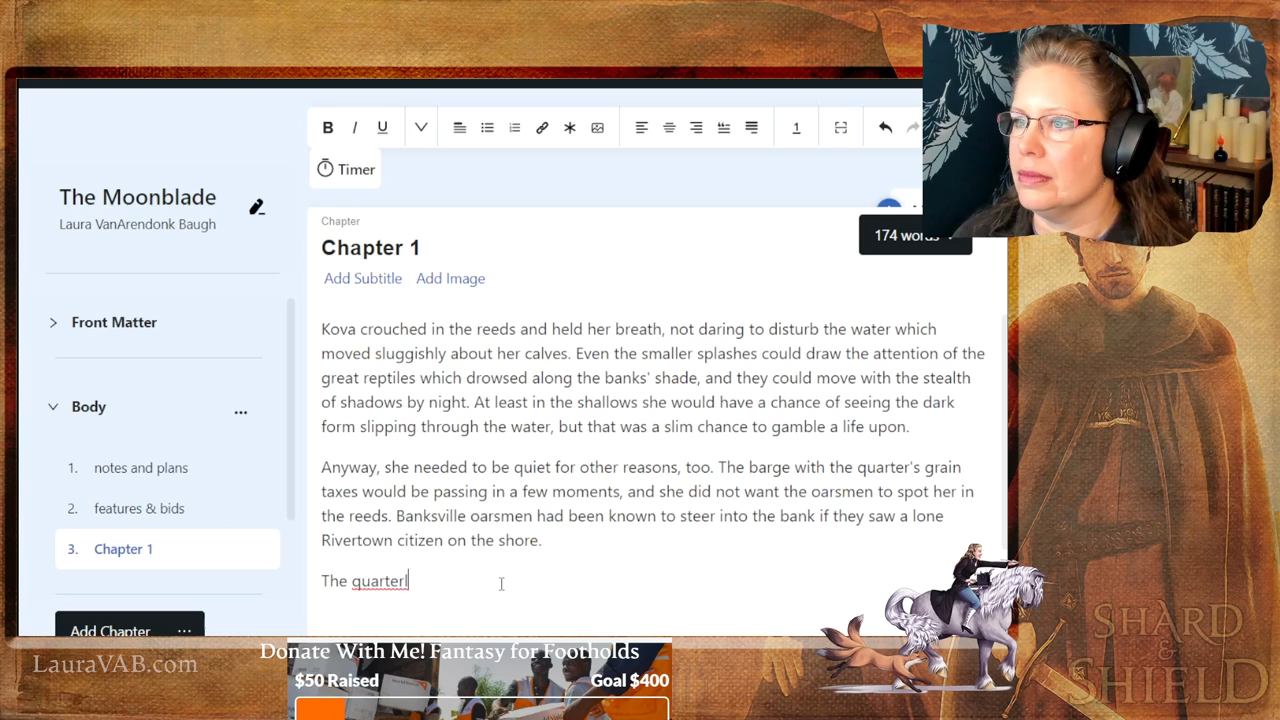 B I U
1
Timer
The Moonblade
Laura VanArendonk Baugh
Chapter
174 words
Chapter 1
Add Subtitle Add Image
Front Matter
Kova crouched in the reeds and held her breath, not daring to disturb the water which
moved sluggishly about her calves. Even the smaller splashes could draw the attention of the
great reptiles which drowsed along the banks' shade, and they could move with the stealth
of shadows by night. At least in the shallows she would have a chance of seeing the dark
form slipping through the water, but that was a slim chance to gamble a life upon.
Body
1. notes and plans
2. features & bids
3. Chapter 1
Anyway, she needed to be quiet for other reasons, too. The barge with the quarter's grain
taxes would be passing in a few moments, and she did not want the oarsmen to spot her in
the reeds. Banksville oarsmen had been known to steer into the bank if they saw a lone
Rivertown citizen on the shore.
The quarterl
Add Chapter
LauraVAB.com
Donate With Me! Fantasy for Footholds
$50 Raised Goal $400
SHARD
&
SHIELD